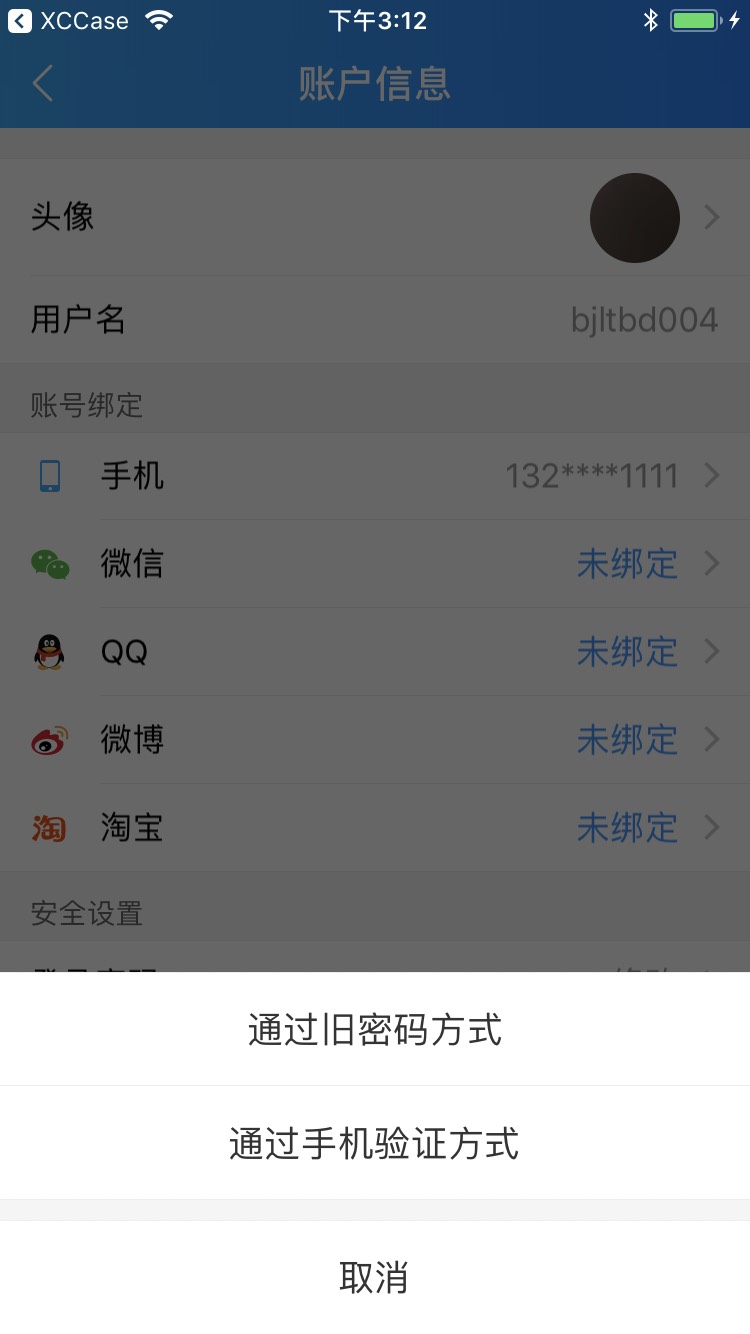 XCCase 下午3:12
账户信息
头像
用户名 bjltbd004
账号绑定
手机 132****1111
微信 未绑定
QQ 未绑定
微博 未绑定
淘 淘宝 未绑定
安全设置
通过旧密码方式
通过手机验证方式
取消